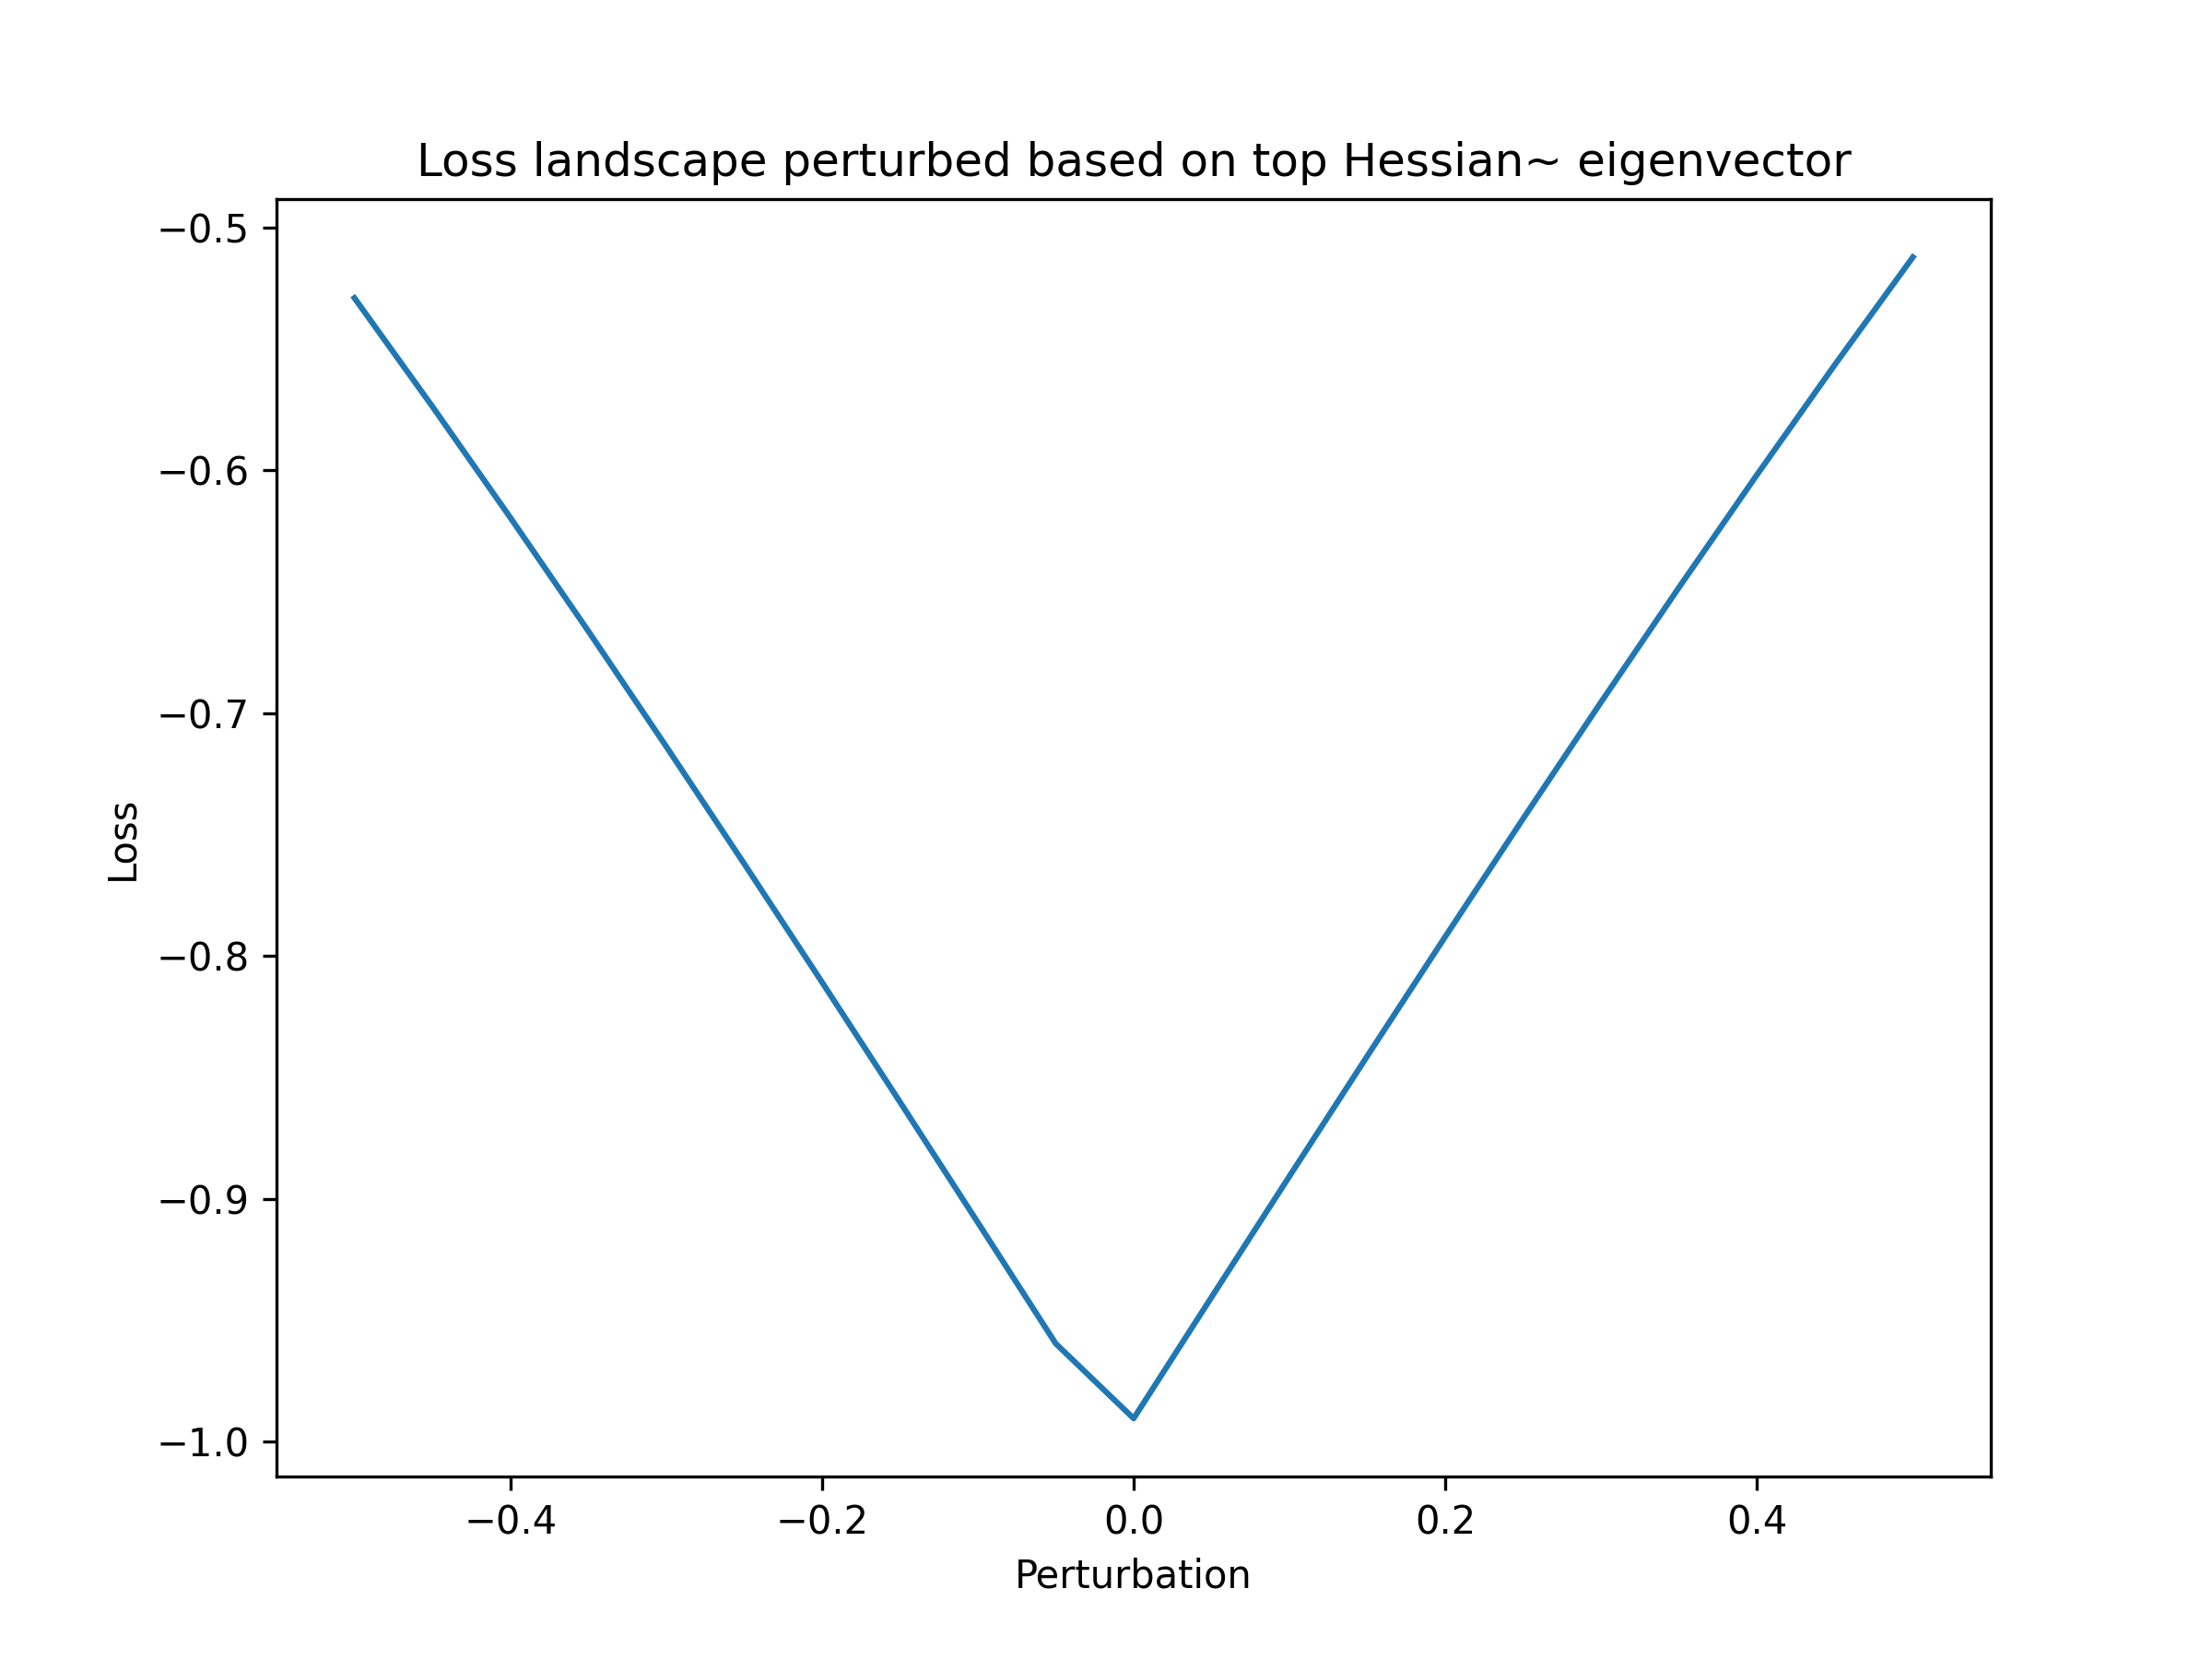 Loss landscape perturbed based on top Hessian~ eigenvector
−0.5
−0.6
−0.7
−0.8
−0.9
−1.0
Loss
−0.4 −0.2 0.0 0.2 0.4
Perturbation